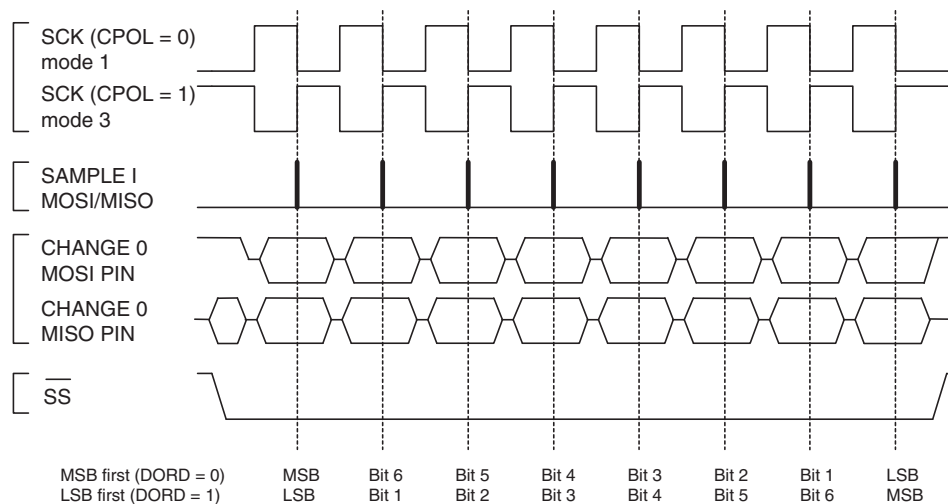 SCK (CPOL = 0)
mode 1
SCK (CPOL = 1)
mode 3
SAMPLE I
MOSI/MISO
CHANGE 0
MOSI PIN
CHANGE 0
MISO PIN
SS
MSB first (DORD = 0) MSB Bit 6 Bit 5 Bit 4 Bit 3 Bit 2 Bit 1 LSB
LSB first (DORD = 1) LSB Bit 1 Bit 2 Bit 3 Bit 4 Bit 5 Bit 6 MSB